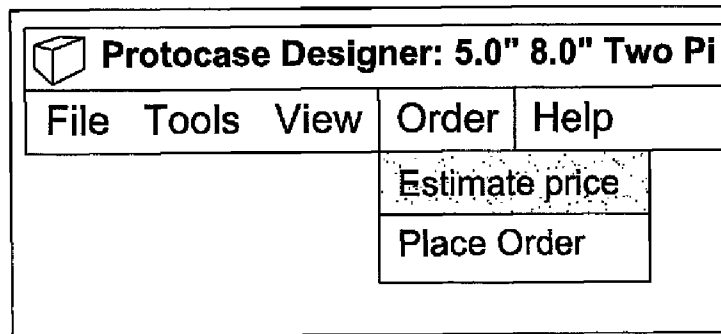 Protocase Designer: 5.0" 8.0" Two Pi
File Tools View Order Help
Estimate price
Place Order